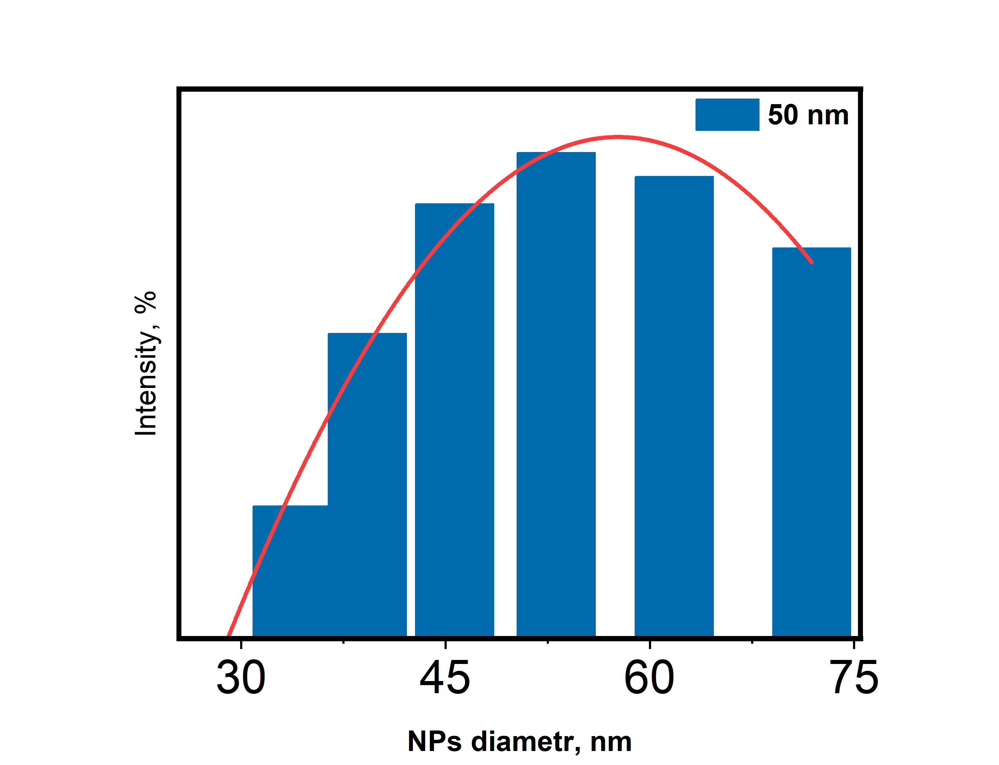 50 nm
Intensity, %
30 45 60 75
NPs diametr, nm